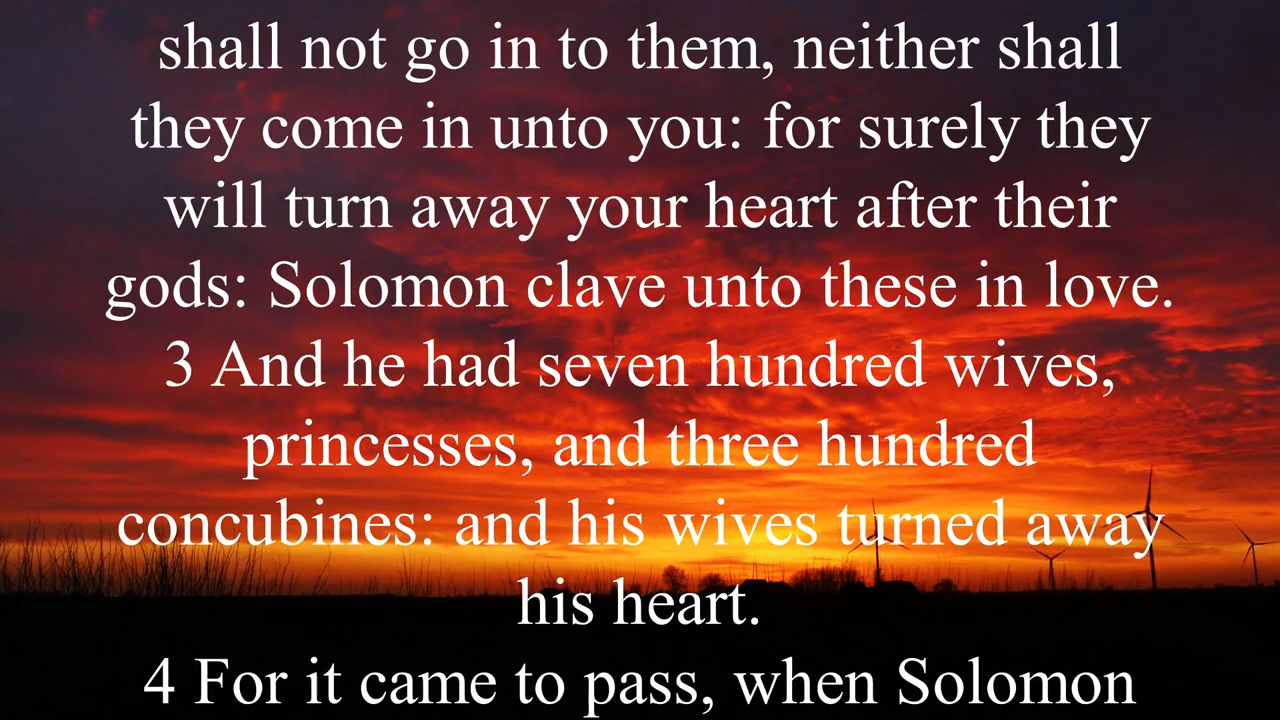 shall not go in to them, neither shall
they come in unto you: for surely they
will turn away your heart after their
gods: Solomon clave unto these in love.
3 And he had seven hundred wives,
princesses, and three hundred
concubines: and his wives turned away
his heart.
4 For it came to pass, when Solomon